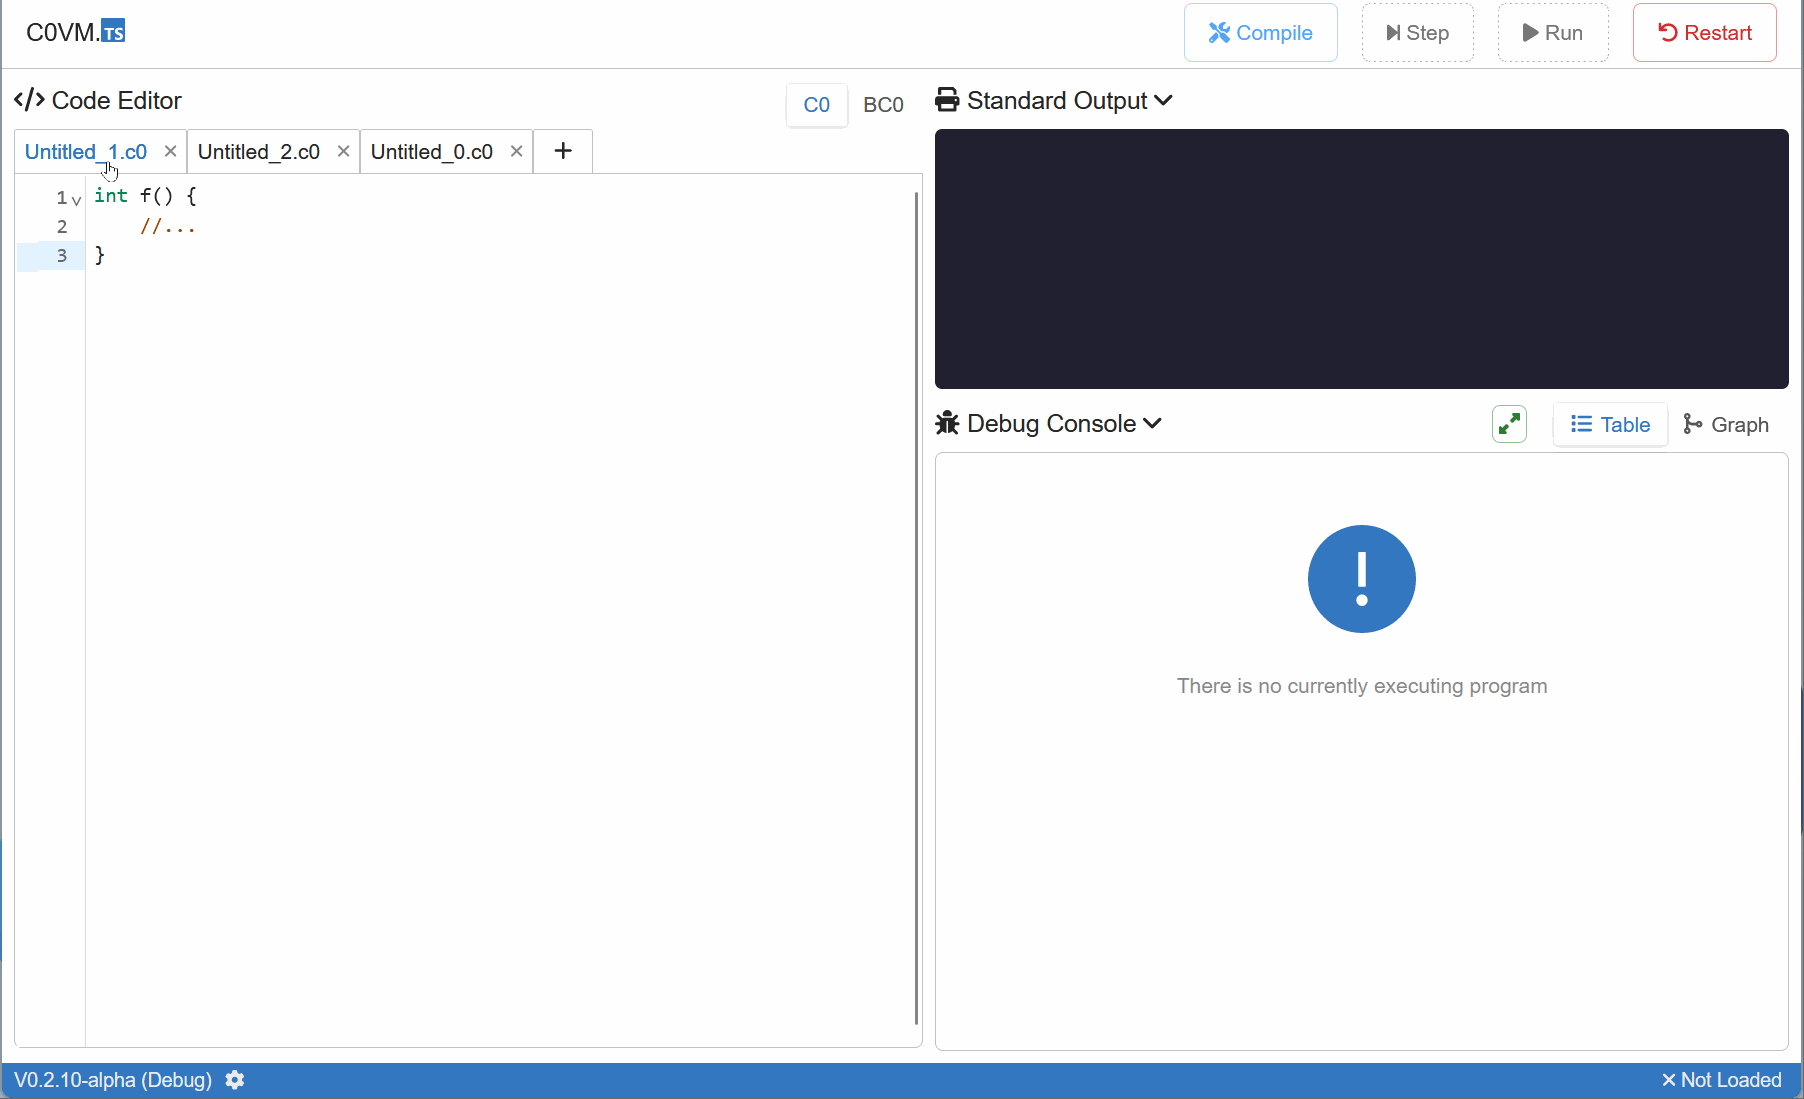 C0VM.TS
Compile
Step
Run
Restart
</> Code Editor
C0
BC0
Untitled_1.c0 ×
Untitled_2.c0 ×
Untitled_0.c0 ×
+
1 int f() {
2 //...
3 }
Standard Output
Debug Console
Table
Graph
!
There is no currently executing program
V0.2.10-alpha (Debug)
× Not Loaded